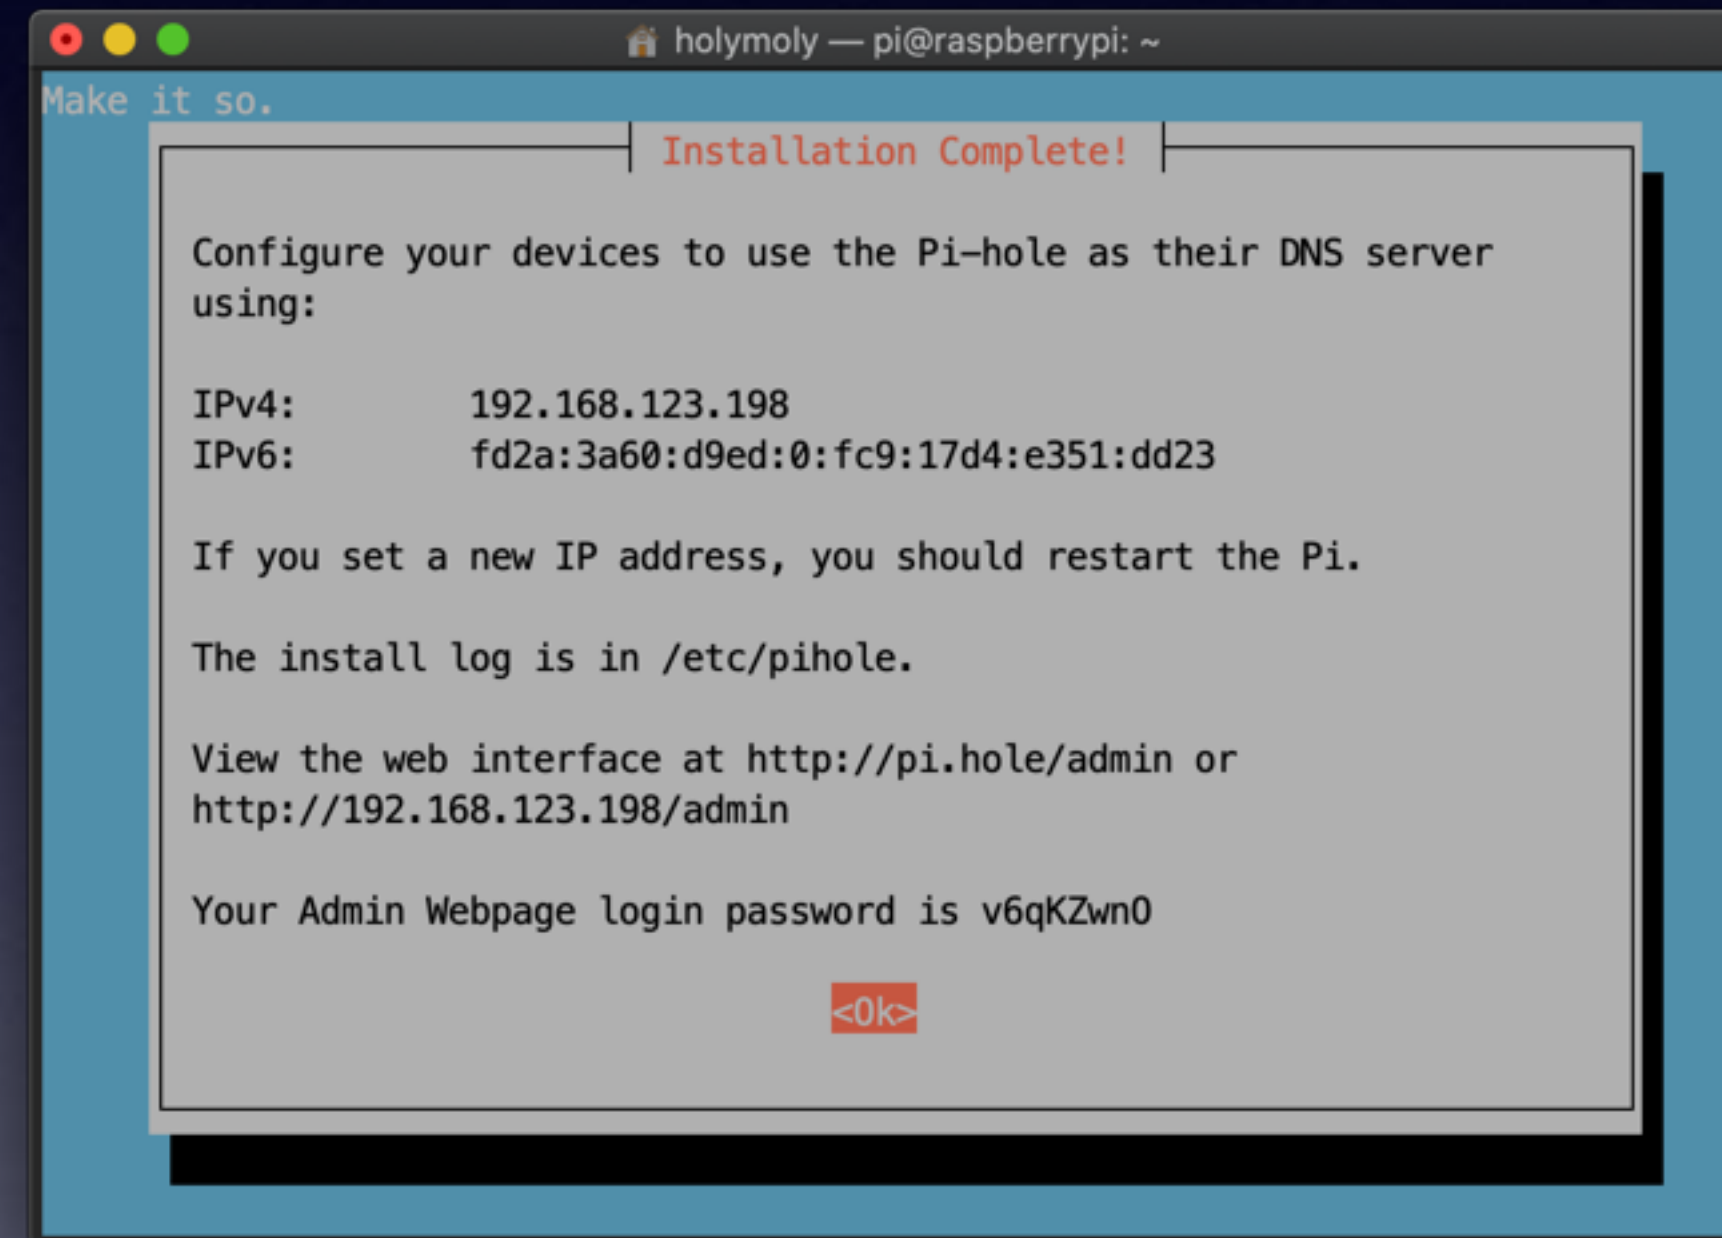 holymoly — pi@raspberrypi: ~
Make it so.
Installation Complete!
Configure your devices to use the Pi-hole as their DNS server
using:
IPv4: 192.168.123.198
IPv6: fd2a:3a60:d9ed:0:fc9:17d4:e351:dd23
If you set a new IP address, you should restart the Pi.
The install log is in /etc/pihole.
View the web interface at http://pi.hole/admin or
http://192.168.123.198/admin
Your Admin Webpage login password is v6qKZwnO
<Ok>